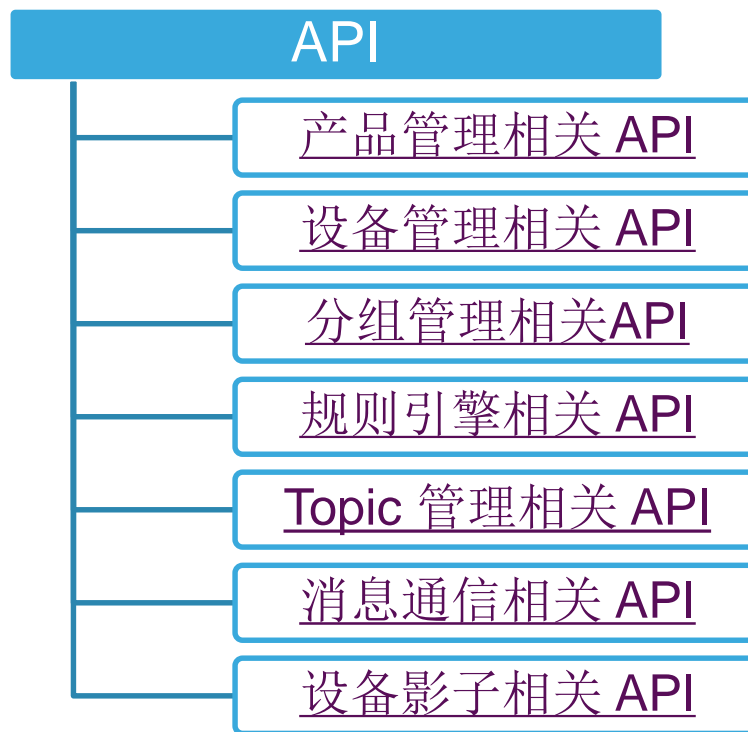 API
产品管理相关 API
设备管理相关 API
分组管理相关API
规则引擎相关 API
Topic 管理相关 API
消息通信相关 API
设备影子相关 API